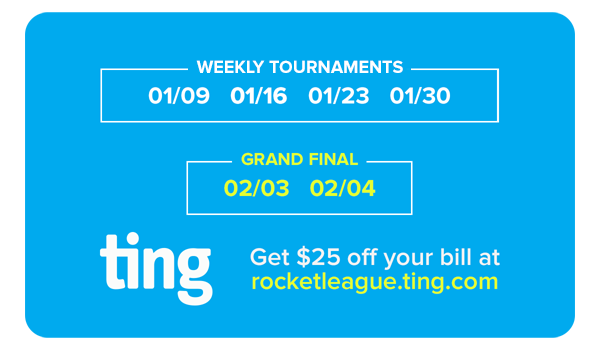 WEEKLY TOURNAMENTS
01/09 01/16 01/23 01/30
GRAND FINAL
02/03 02/04
ting
Get $25 off your bill at
rocketleague.ting.com